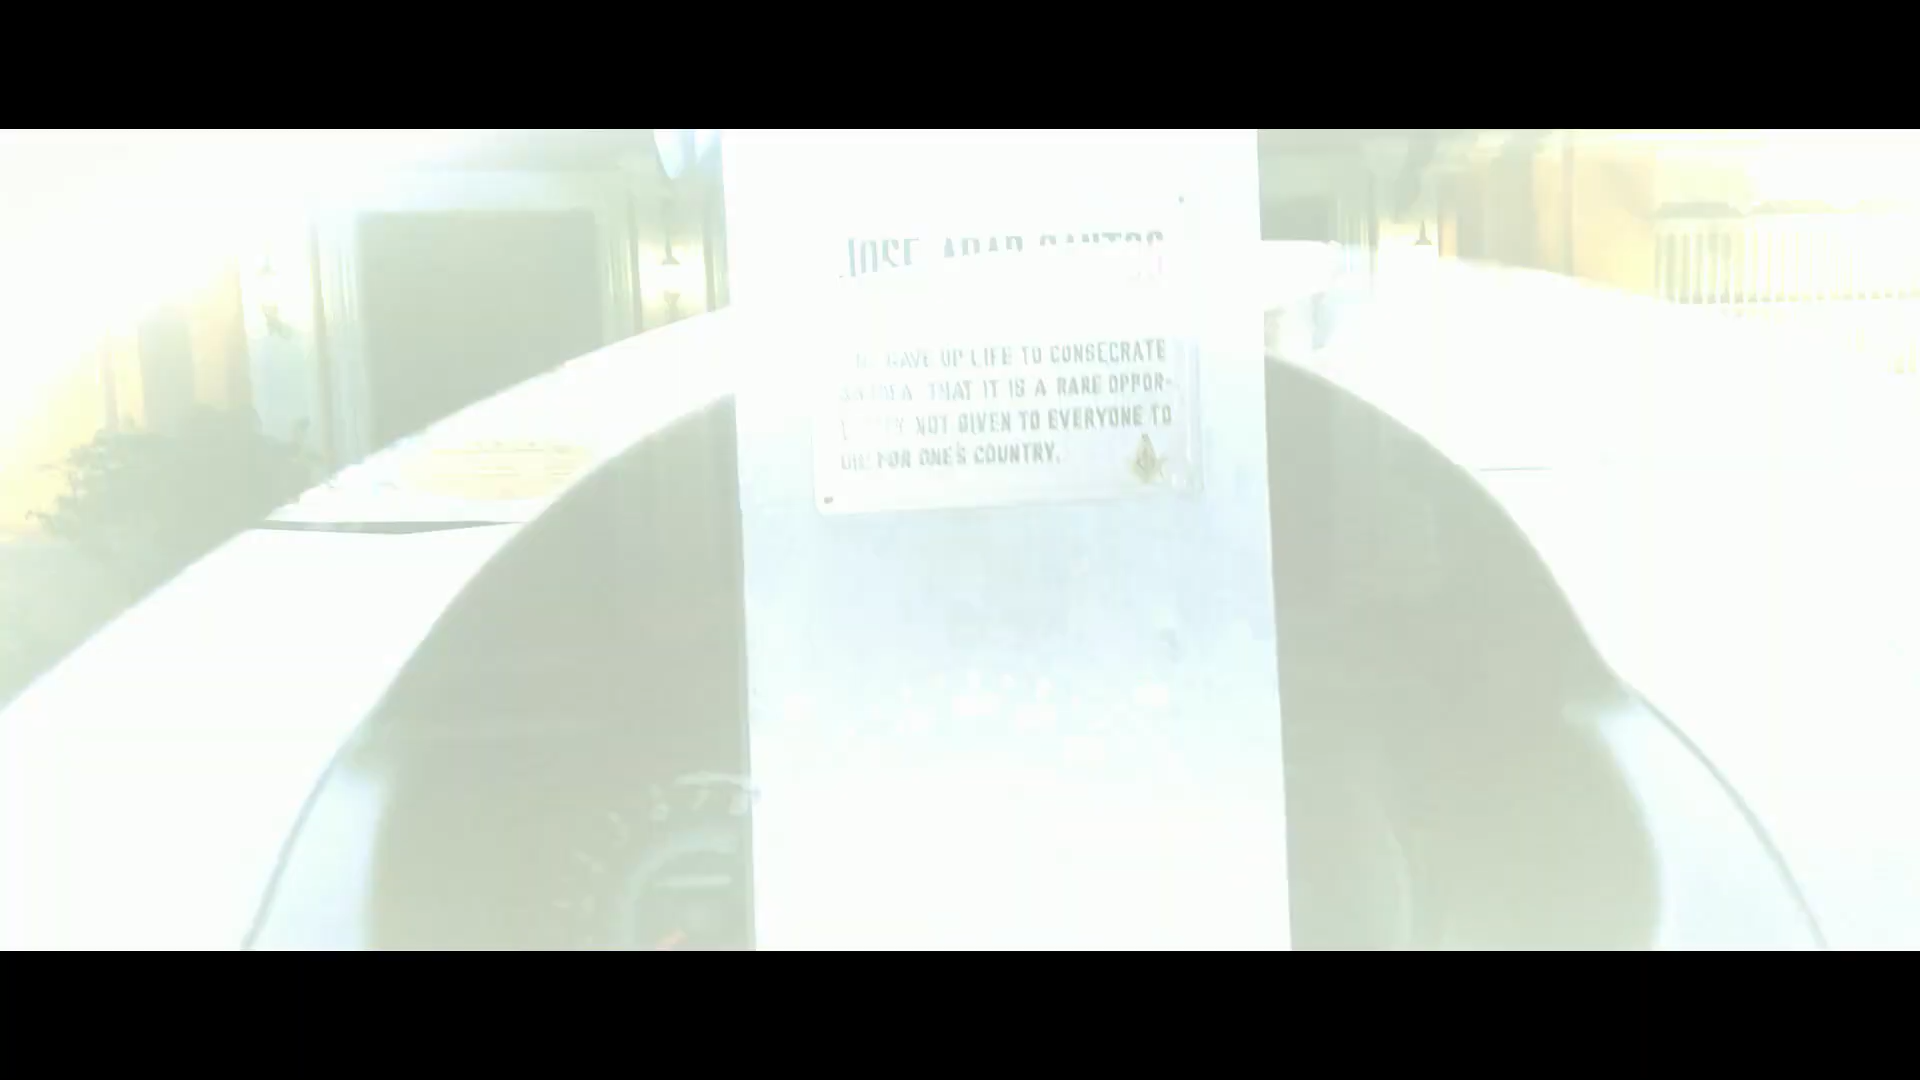 JOSE ABAD SANTOS
GAVE UP LIFE TO CONSECRATE
THAT IT IS A RARE OPPOR-
NOT GIVEN TO EVERYONE TO
DIE FOR ONE'S COUNTRY.